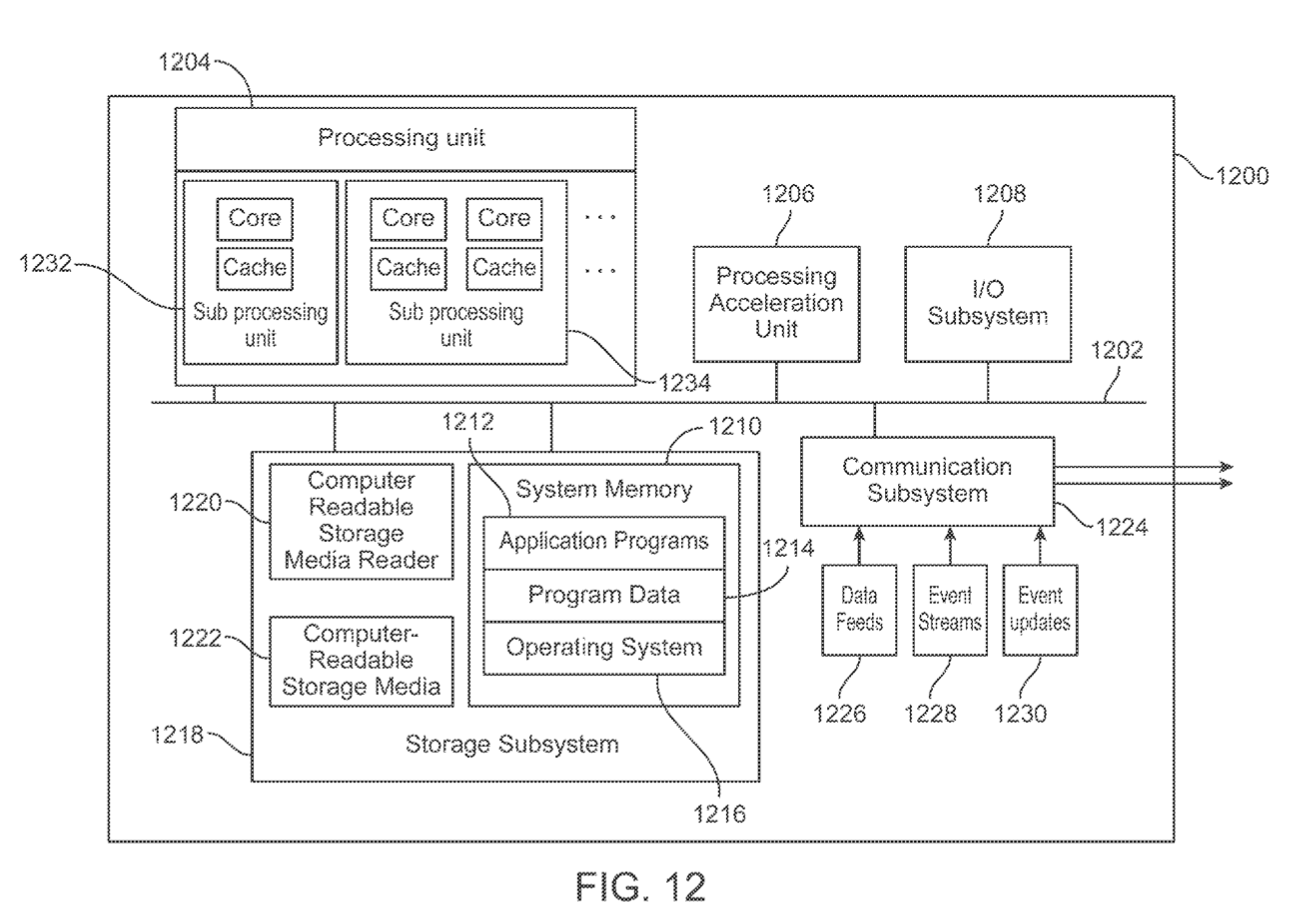 1204
Processing unit
1200
Core
Core
Core
...
1206
1208
1232
Cache
Cache
Cache
...
Processing
Acceleration
Unit
I/O
Subsystem
Sub processing
unit
Sub processing
unit
1202
1234
1212
1210
1220
Computer
Readable
Storage
Media Reader
System Memory
Communication
Subsystem
1224
Application Programs
1214
Program Data
Data
Feeds
Event
Streams
Event
updates
1222
Computer-
Readable
Storage Media
Operating System
1226
1228
1230
1218
Storage Subsystem
1216
FIG. 12